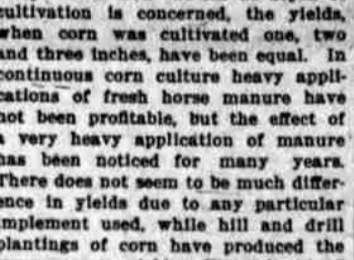 cultivation is concerned, the yields,
when corn was cultivated one, two
and three inches, have been equal. In
continuous corn culture heavy appli-
cations of fresh horse manure have
not been profitable, but the effect of
a very heavy application of manure
has been noticed for many years.
There does not seem to be much differ-
ence in yields due to any particular
implement used, while hill and drill
plantings of corn have produced the